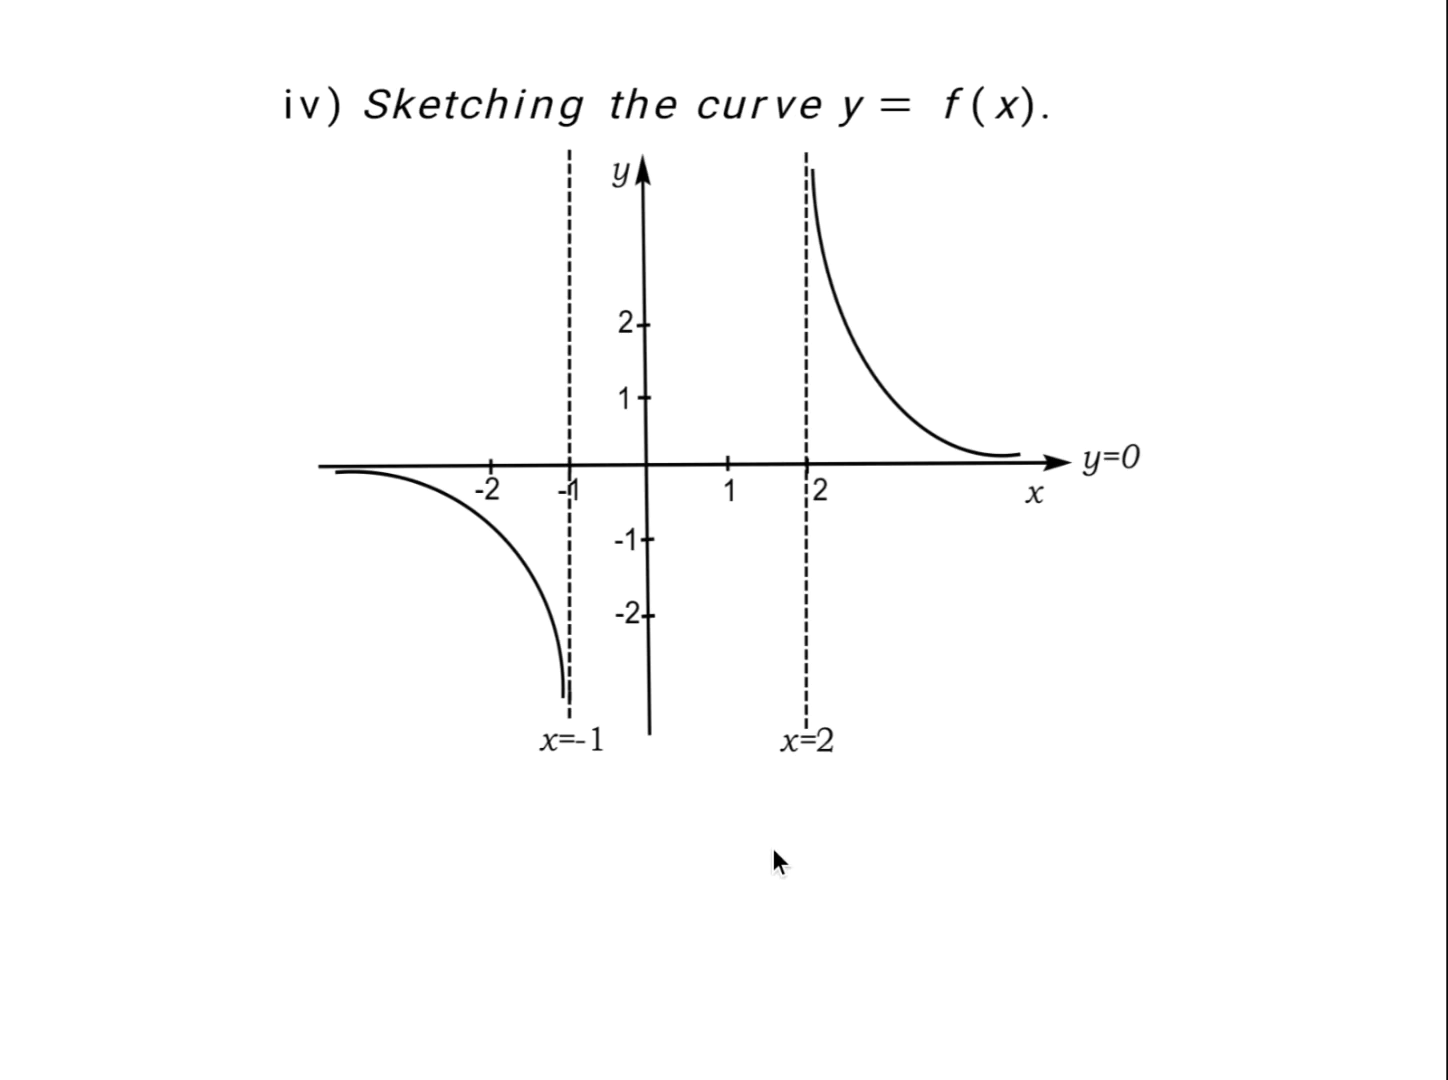 iv) Sketching the curve y = f(x).
y
2
1
y=0
-2 -1 1 2
x
-1
-2
x=-1 x=2